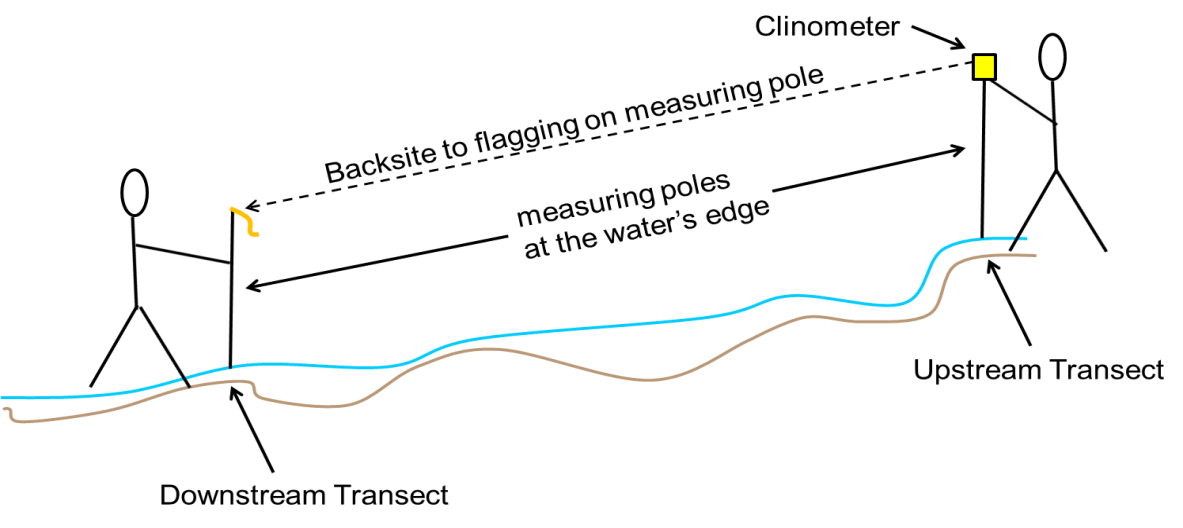 Clinometer
Backsite to flagging on measuring pole
measuring poles
at the water's edge
Upstream Transect
Downstream Transect